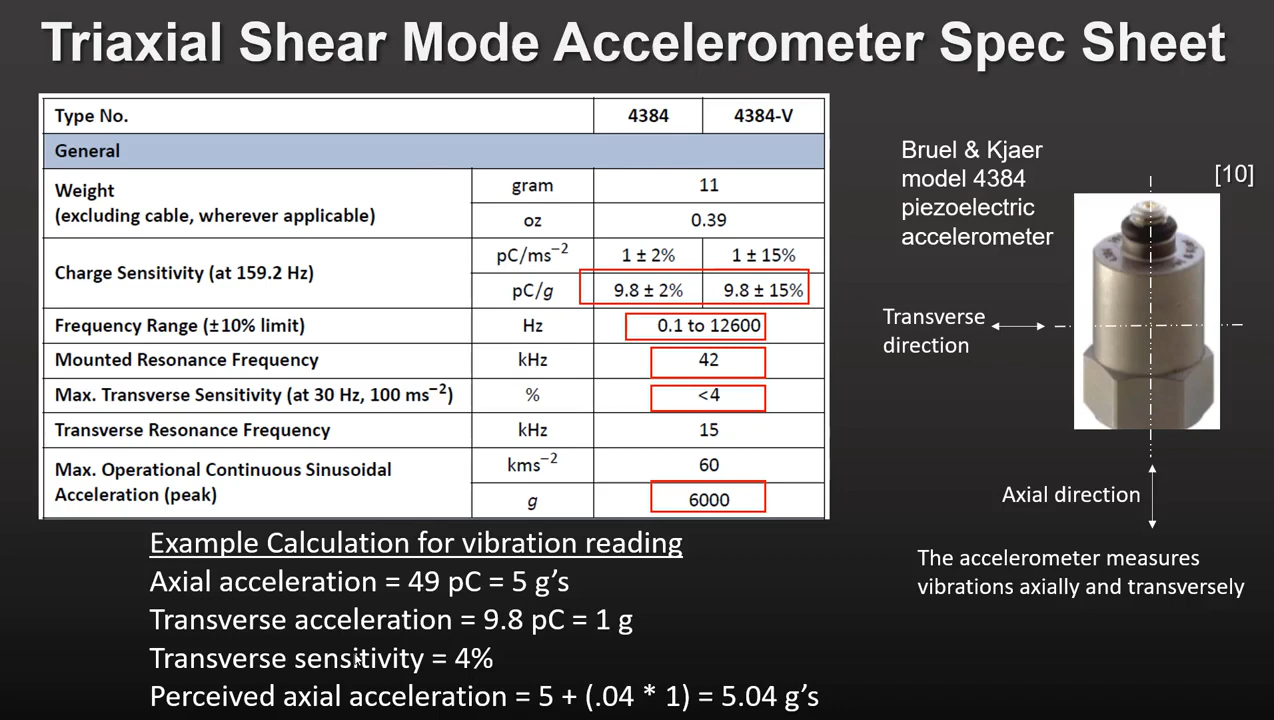 Triaxial Shear Mode Accelerometer Spec Sheet
Type No. 4384 4384-V
General
Weight
(excluding cable, wherever applicable)
gram 11
oz 0.39
Charge Sensitivity (at 159.2 Hz)
pC/ms⁻² 1 ± 2% 1 ± 15%
pC/g 9.8 ± 2% 9.8 ± 15%
Frequency Range (±10% limit) Hz 0.1 to 12600
Mounted Resonance Frequency kHz 42
Max. Transverse Sensitivity (at 30 Hz, 100 ms⁻²) % <4
Transverse Resonance Frequency kHz 15
Max. Operational Continuous Sinusoidal
Acceleration (peak)
kms⁻² 60
g 6000
Bruel & Kjaer
model 4384
piezoelectric
accelerometer
[10]
Transverse
direction
Axial direction
The accelerometer measures
vibrations axially and transversely
Example Calculation for vibration reading
Axial acceleration = 49 pC = 5 g’s
Transverse acceleration = 9.8 pC = 1 g
Transverse sensitivity = 4%
Perceived axial acceleration = 5 + (.04 * 1) = 5.04 g’s